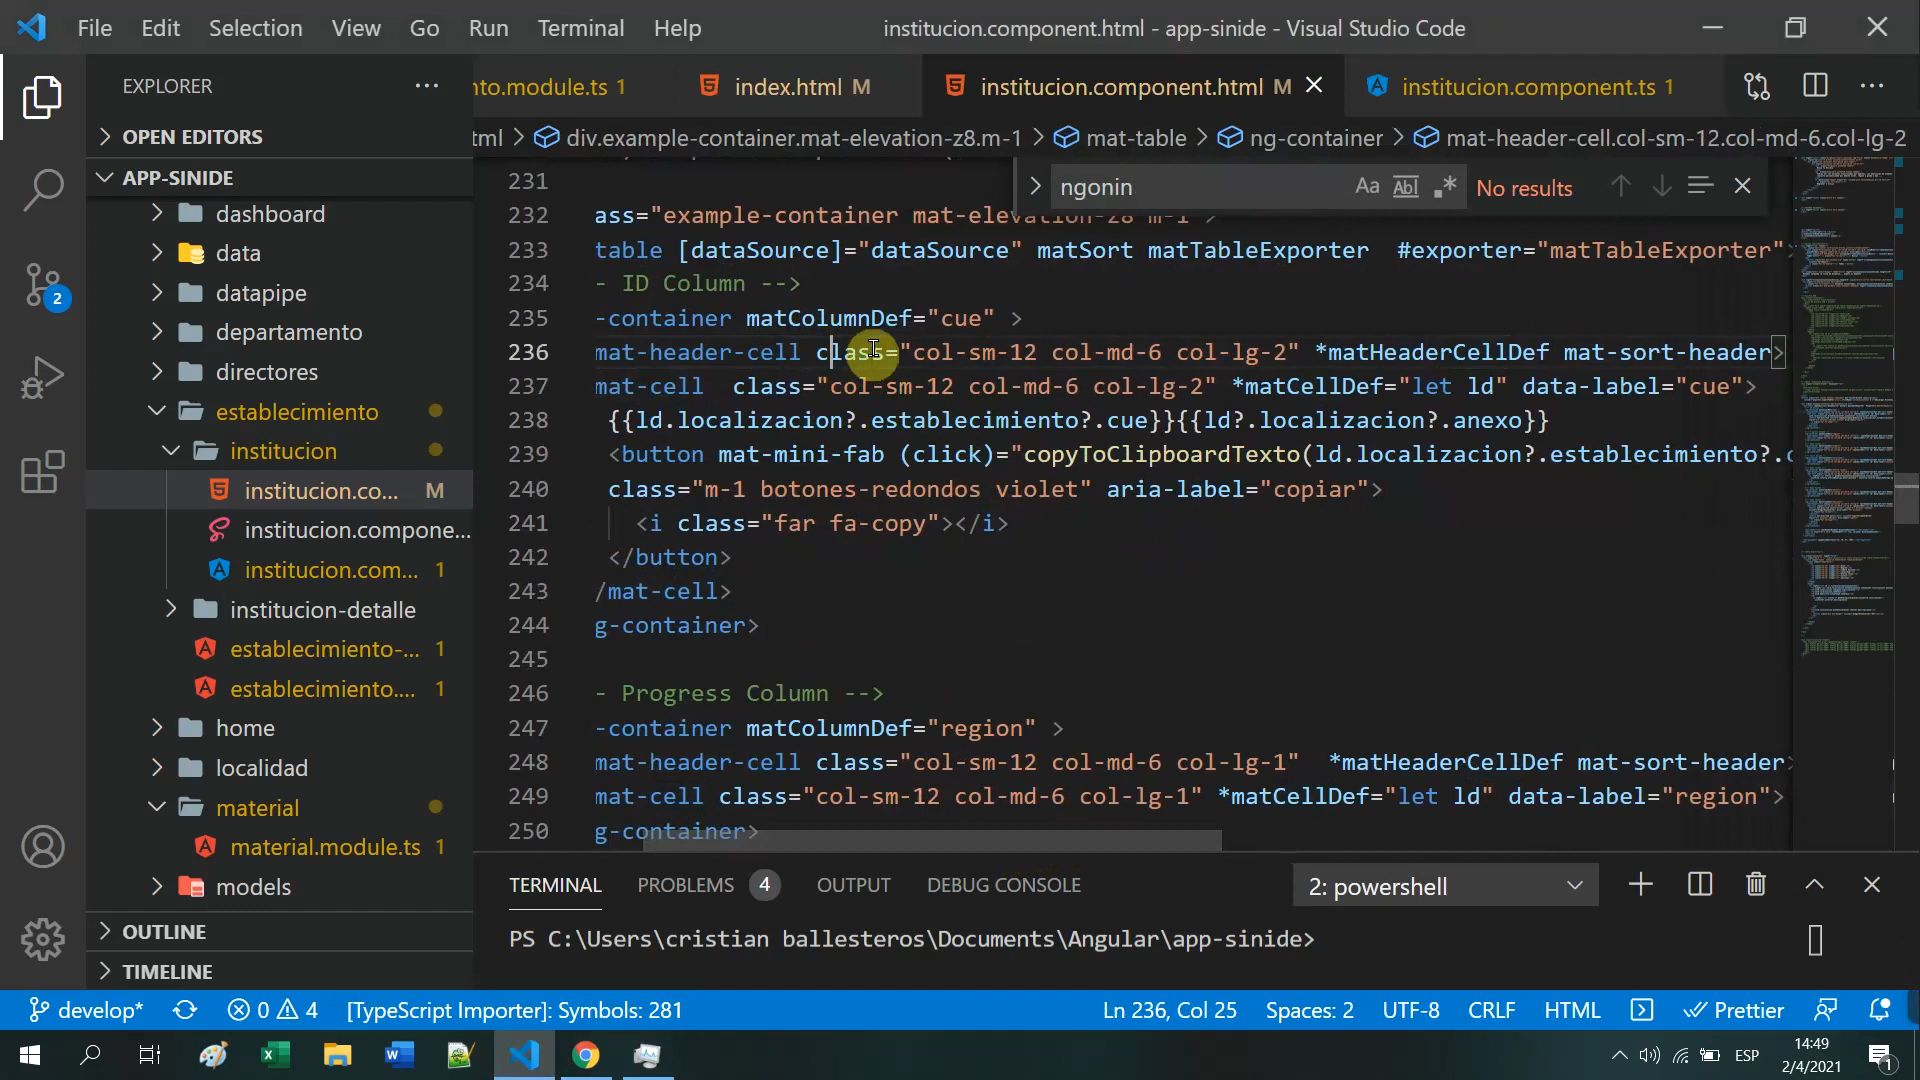 File Edit Selection View Go Run Terminal Help
institucion.component.html - app-sinide - Visual Studio Code
EXPLORER
nto.module.ts 1
index.html M
institucion.component.html M
institucion.component.ts 1
OPEN EDITORS
tml > div.example-container.mat-elevation-z8.m-1 > mat-table > ng-container > mat-header-cell.col-sm-12.col-md-6.col-lg-2
APP-SINIDE
ngonin
Aa Abl .* No results
dashboard
data
datapipe
departamento
directores
establecimiento
institucion
institucion.co... M
institucion.compone...
institucion.com... 1
institucion-detalle
establecimiento-... 1
establecimiento.... 1
home
localidad
material
material.module.ts 1
models
OUTLINE
TIMELINE
2
231
232 ass="example-container mat-elevation-z8 m-1">
233 table [dataSource]="dataSource" matSort matTableExporter  #exporter="matTableExporter">
234 - ID Column -->
235 -container matColumnDef="cue" >
236 mat-header-cell class="col-sm-12 col-md-6 col-lg-2" *matHeaderCellDef mat-sort-header>
237 mat-cell  class="col-sm-12 col-md-6 col-lg-2" *matCellDef="let ld" data-label="cue">
238 {{ld.localizacion?.establecimiento?.cue}}{{ld?.localizacion?.anexo}}
239 <button mat-mini-fab (click)="copyToClipboardTexto(ld.localizacion?.establecimiento?.c
240 class="m-1 botones-redondos violet" aria-label="copiar">
241 <i class="far fa-copy"></i>
242 </button>
243 /mat-cell>
244 g-container>
245
246 - Progress Column -->
247 -container matColumnDef="region" >
248 mat-header-cell class="col-sm-12 col-md-6 col-lg-1"  *matHeaderCellDef mat-sort-header>
249 mat-cell class="col-sm-12 col-md-6 col-lg-1" *matCellDef="let ld" data-label="region">
250 g-container>
TERMINAL PROBLEMS 4 OUTPUT DEBUG CONSOLE
2: powershell
PS C:\Users\cristian ballesteros\Documents\Angular\app-sinide>
develop* 0 4 [TypeScript Importer]: Symbols: 281
Ln 236, Col 25 Spaces: 2 UTF-8 CRLF HTML Prettier
ESP
14:49
2/4/2021
1